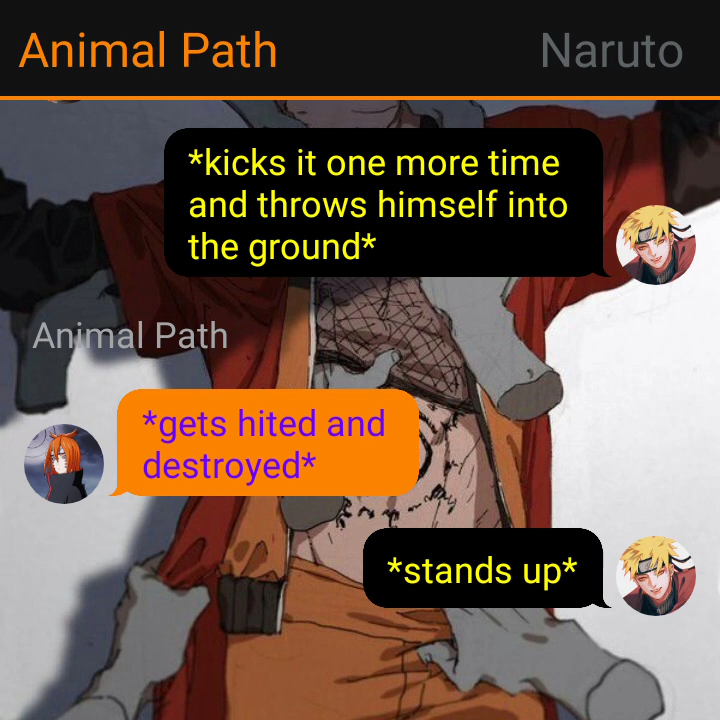 Animal Path
Naruto
*kicks it one more time
and throws himself into
the ground*
Animal Path
*gets hited and
destroyed*
*stands up*